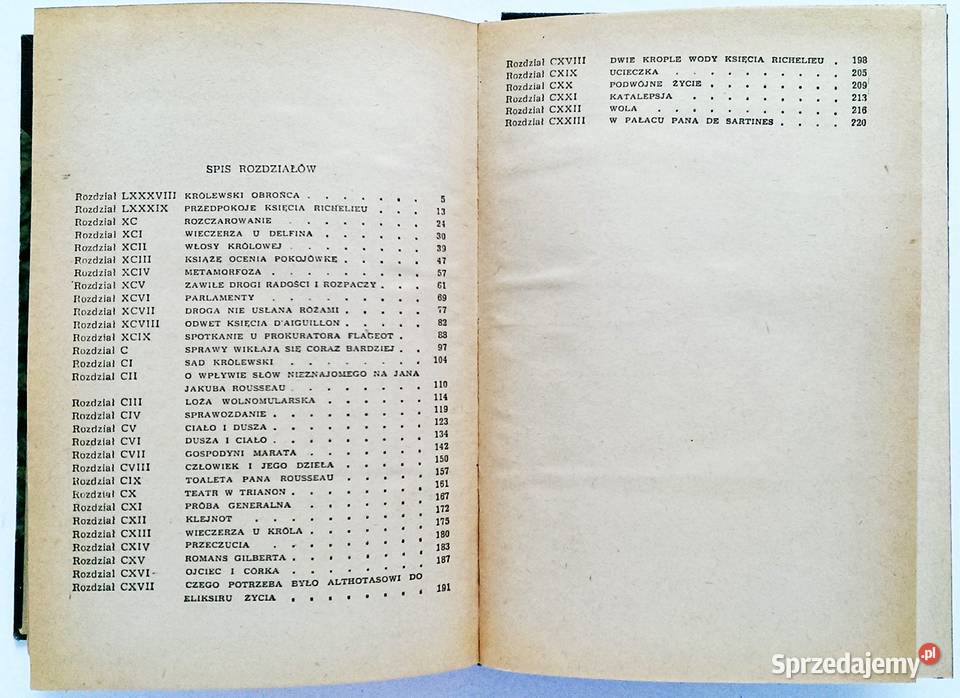 SPIS ROZDZIAŁÓW
Rozdział LXXXVIII KRÓLEWSKI OBROŃCA . . . . . . . 5
Rozdział LXXXIX PRZEDPOKOJE KSIĘCIA RICHELIEU . . . . 13
Rozdział XC ROZCZAROWANIE . . . . . . . . 24
Rozdział XCI WIECZERZA U DELFINA . . . . . . 30
Rozdział XCII WŁOSY KRÓLOWEJ . . . . . . . 39
Rozdział XCIII KSIĄŻĘ OCENIA POKOJÓWKĘ . . . . . 47
Rozdział XCIV METAMORFOZA . . . . . . . . 57
Rozdział XCV ZAWIŁE DROGI RADOŚCI I ROZPACZY . . . 61
Rozdział XCVI PARLAMENTY . . . . . . . . 69
Rozdział XCVII DROGA NIE USŁANA RÓŻAMI . . . . . 77
Rozdział XCVIII ODWET KSIĘCIA D'AIGUILLON . . . . . 82
Rozdział XCIX SPOTKANIE U PROKURATORA FLAGEOT . . . 88
Rozdział C SPRAWY WIKŁAJĄ SIĘ CORAZ BARDZIEJ . . 97
Rozdział CI SĄD KRÓLEWSKI . . . . . . . . 104
Rozdział CII O WPŁYWIE SŁÓW NIEZNAJOMEGO NA JANA
JAKUBA ROUSSEAU . . . . . . . 110
Rozdział CIII LOŻA WOLNOMULARSKA . . . . . . 114
Rozdział CIV SPRAWOZDANIE . . . . . . . . 119
Rozdział CV CIAŁO I DUSZA . . . . . . . . 123
Rozdział CVI DUSZA I CIAŁO . . . . . . . . 134
Rozdział CVII GOSPODYNI MARATA . . . . . . . 142
Rozdział CVIII CZŁOWIEK I JEGO DZIEŁA . . . . . 150
Rozdział CIX TOALETA PANA ROUSSEAU . . . . . 157
Rozdział CX TEATR W TRIANON . . . . . . . 161
Rozdział CXI PRÓBA GENERALNA . . . . . . . 167
Rozdział CXII KLEJNOT . . . . . . . . . 172
Rozdział CXIII WIECZERZA U KRÓLA . . . . . . 175
Rozdział CXIV PRZECZUCIA . . . . . . . . 180
Rozdział CXV ROMANS GILBERTA . . . . . . . 183
Rozdział CXVI OJCIEC I CÓRKA . . . . . . . 187
Rozdział CXVII CZEGO POTRZEBA BYŁO ALTHOTASOWI DO
ELIKSIRU ŻYCIA . . . . . . . 191
Rozdział CXVIII DWIE KROPLE WODY KSIĘCIA RICHELIEU . 198
Rozdział CXIX UCIECZKA . . . . . . . . . 205
Rozdział CXX PODWÓJNE ŻYCIE . . . . . . . 209
Rozdział CXXI KATALEPSJA . . . . . . . . 213
Rozdział CXXII WOLA . . . . . . . . . 216
Rozdział CXXIII W PAŁACU PANA DE SARTINES . . . . 220
Sprzedajemy.pl